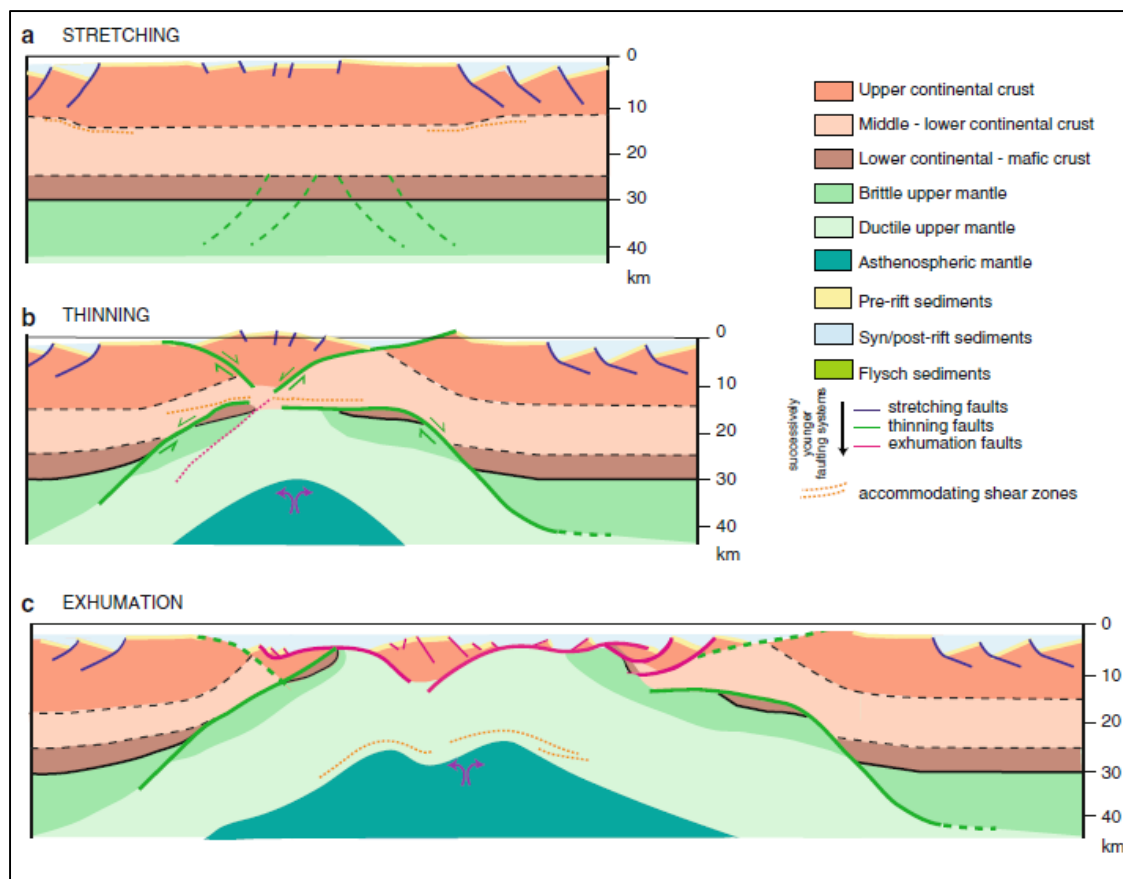 a STRETCHING
0
10
20
30
40
km
b THINNING
0
10
20
30
40
km
c EXHUMATION
0
10
20
30
40
km
Upper continental crust
Middle - lower continental crust
Lower continental - mafic crust
Brittle upper mantle
Ductile upper mantle
Asthenospheric mantle
Pre-rift sediments
Syn/post-rift sediments
Flysch sediments
successively
younger
faulting systems
stretching faults
thinning faults
exhumation faults
accommodating shear zones